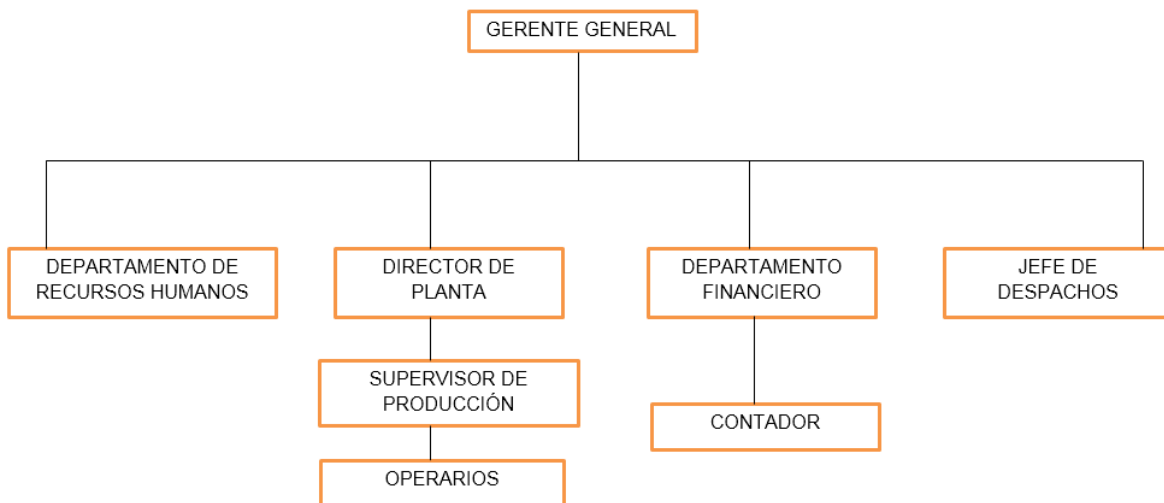 GERENTE GENERAL
DEPARTAMENTO DE
RECURSOS HUMANOS
DIRECTOR DE
PLANTA
DEPARTAMENTO
FINANCIERO
JEFE DE
DESPACHOS
SUPERVISOR DE
PRODUCCIÓN
CONTADOR
OPERARIOS